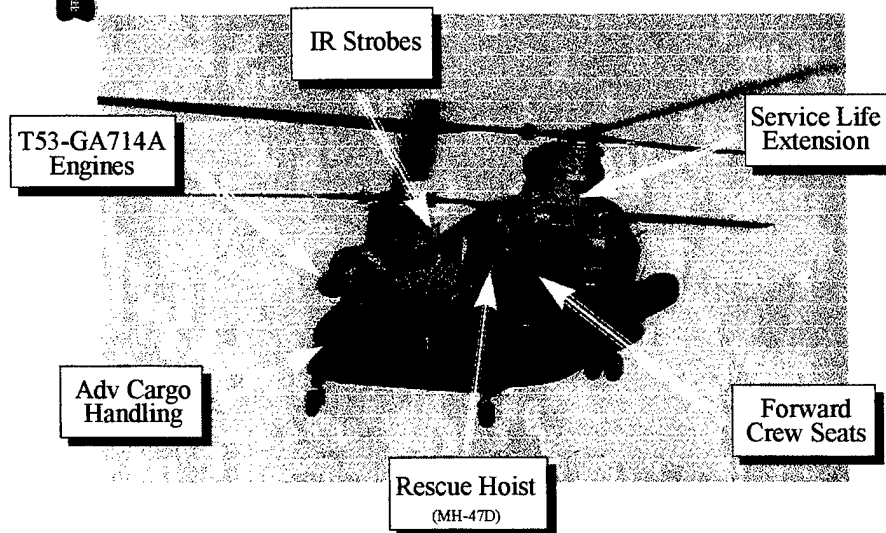 IR Strobes
T53-GA714A
Engines
Service Life
Extension
Adv Cargo
Handling
Forward
Crew Seats
Rescue Hoist
(MH-47D)